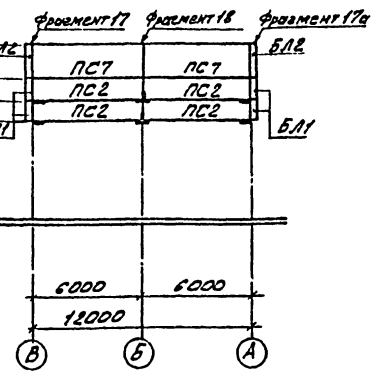 Фрагмент 17 Фрагмент 18 Фрагмент 17а
БЛ2
ПС7 ПС7
ПС2 ПС2
ПС2 ПС2
БЛ1
6000 6000
12000
В Б А